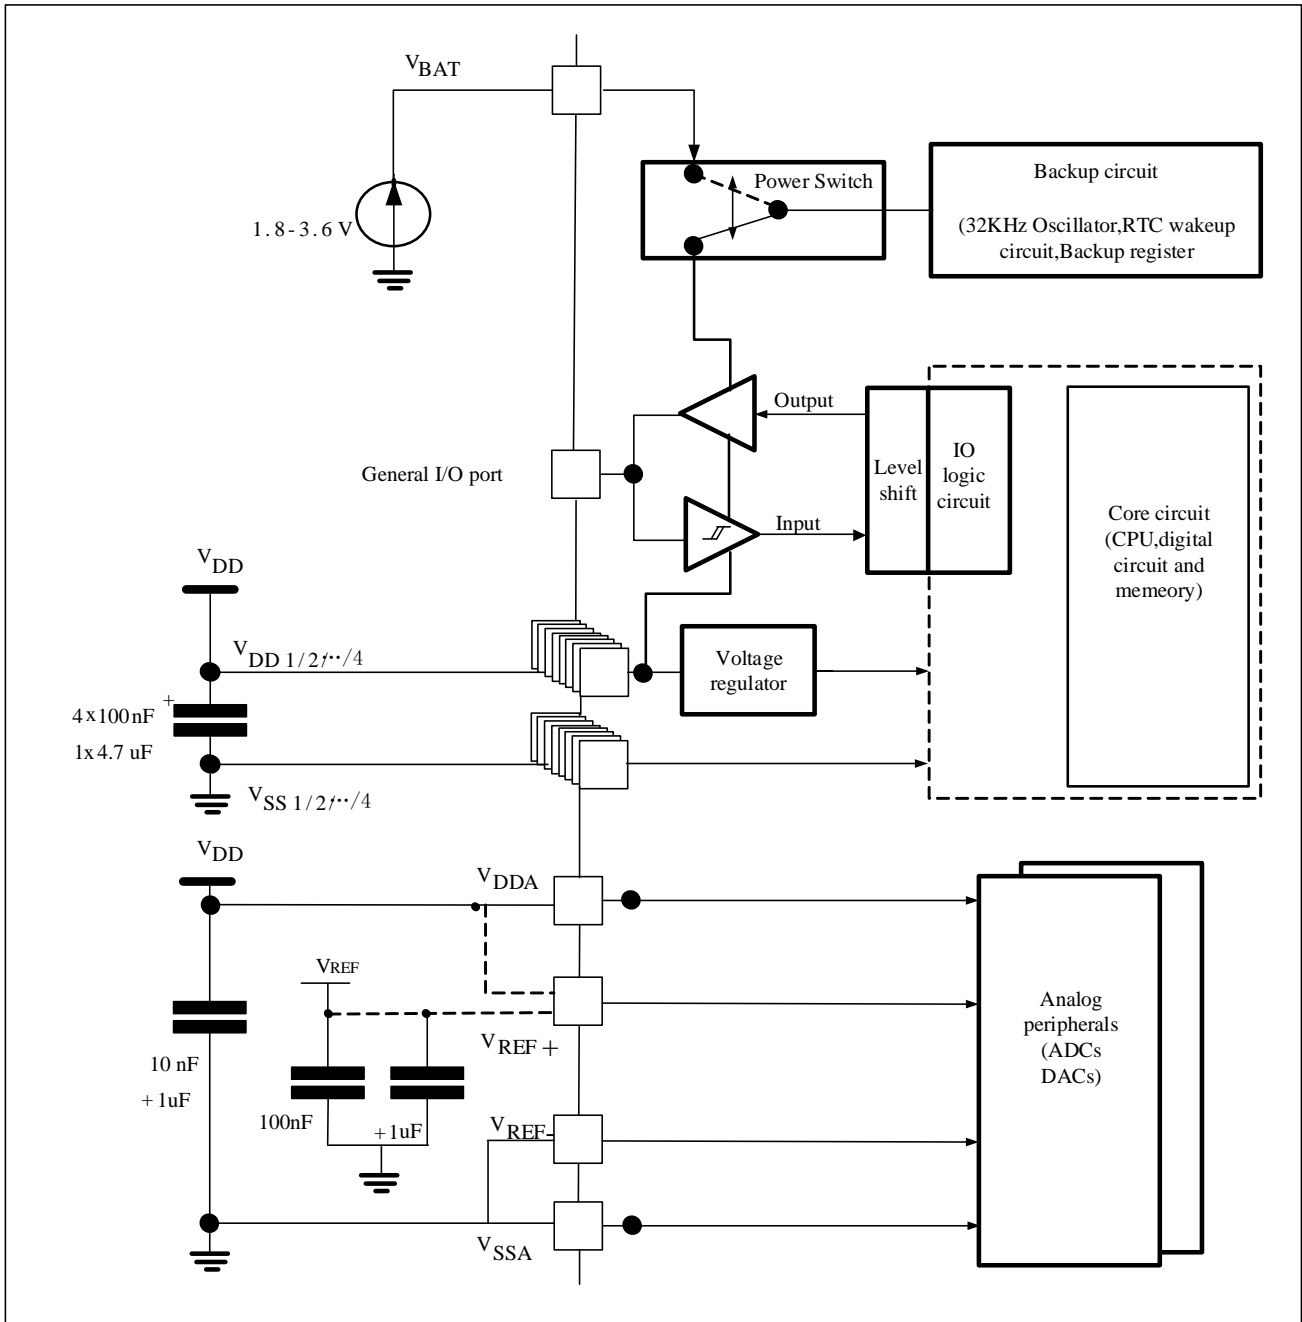 VBAT
1.8-3.6 V
Power Switch
Backup circuit
(32KHz Oscillator,RTC wakeup
circuit,Backup register
Output
General I/O port
Level
shift
IO
logic
circuit
Input
Core circuit
(CPU,digital
circuit and
memeory)
VDD
VDD 1/2/···/4
Voltage
regulator
+
4x100nF
1x4.7 uF
VSS 1/2/···/4
VDD
VDDA
VREF
VREF+
Analog
peripherals
(ADCs
DACs)
10 nF
+1uF
100nF
+1uF
VREF-
VSSA